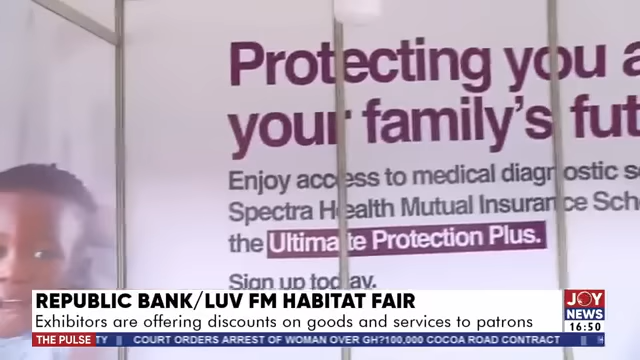 Protecting you a
your family's fut
Enjoy access to medical diagnostic s
Spectra Health Mutual Insurance Sch
the Ultimate Protection Plus.
Sign up today.
REPUBLIC BANK/LUV FM HABITAT FAIR
Exhibitors are offering discounts on goods and services to patrons
JOY
NEWS
16:50
THE PULSE
TY || COURT ORDERS ARREST OF WOMAN OVER GH?100,000 COCOA ROAD CONTRACT ||